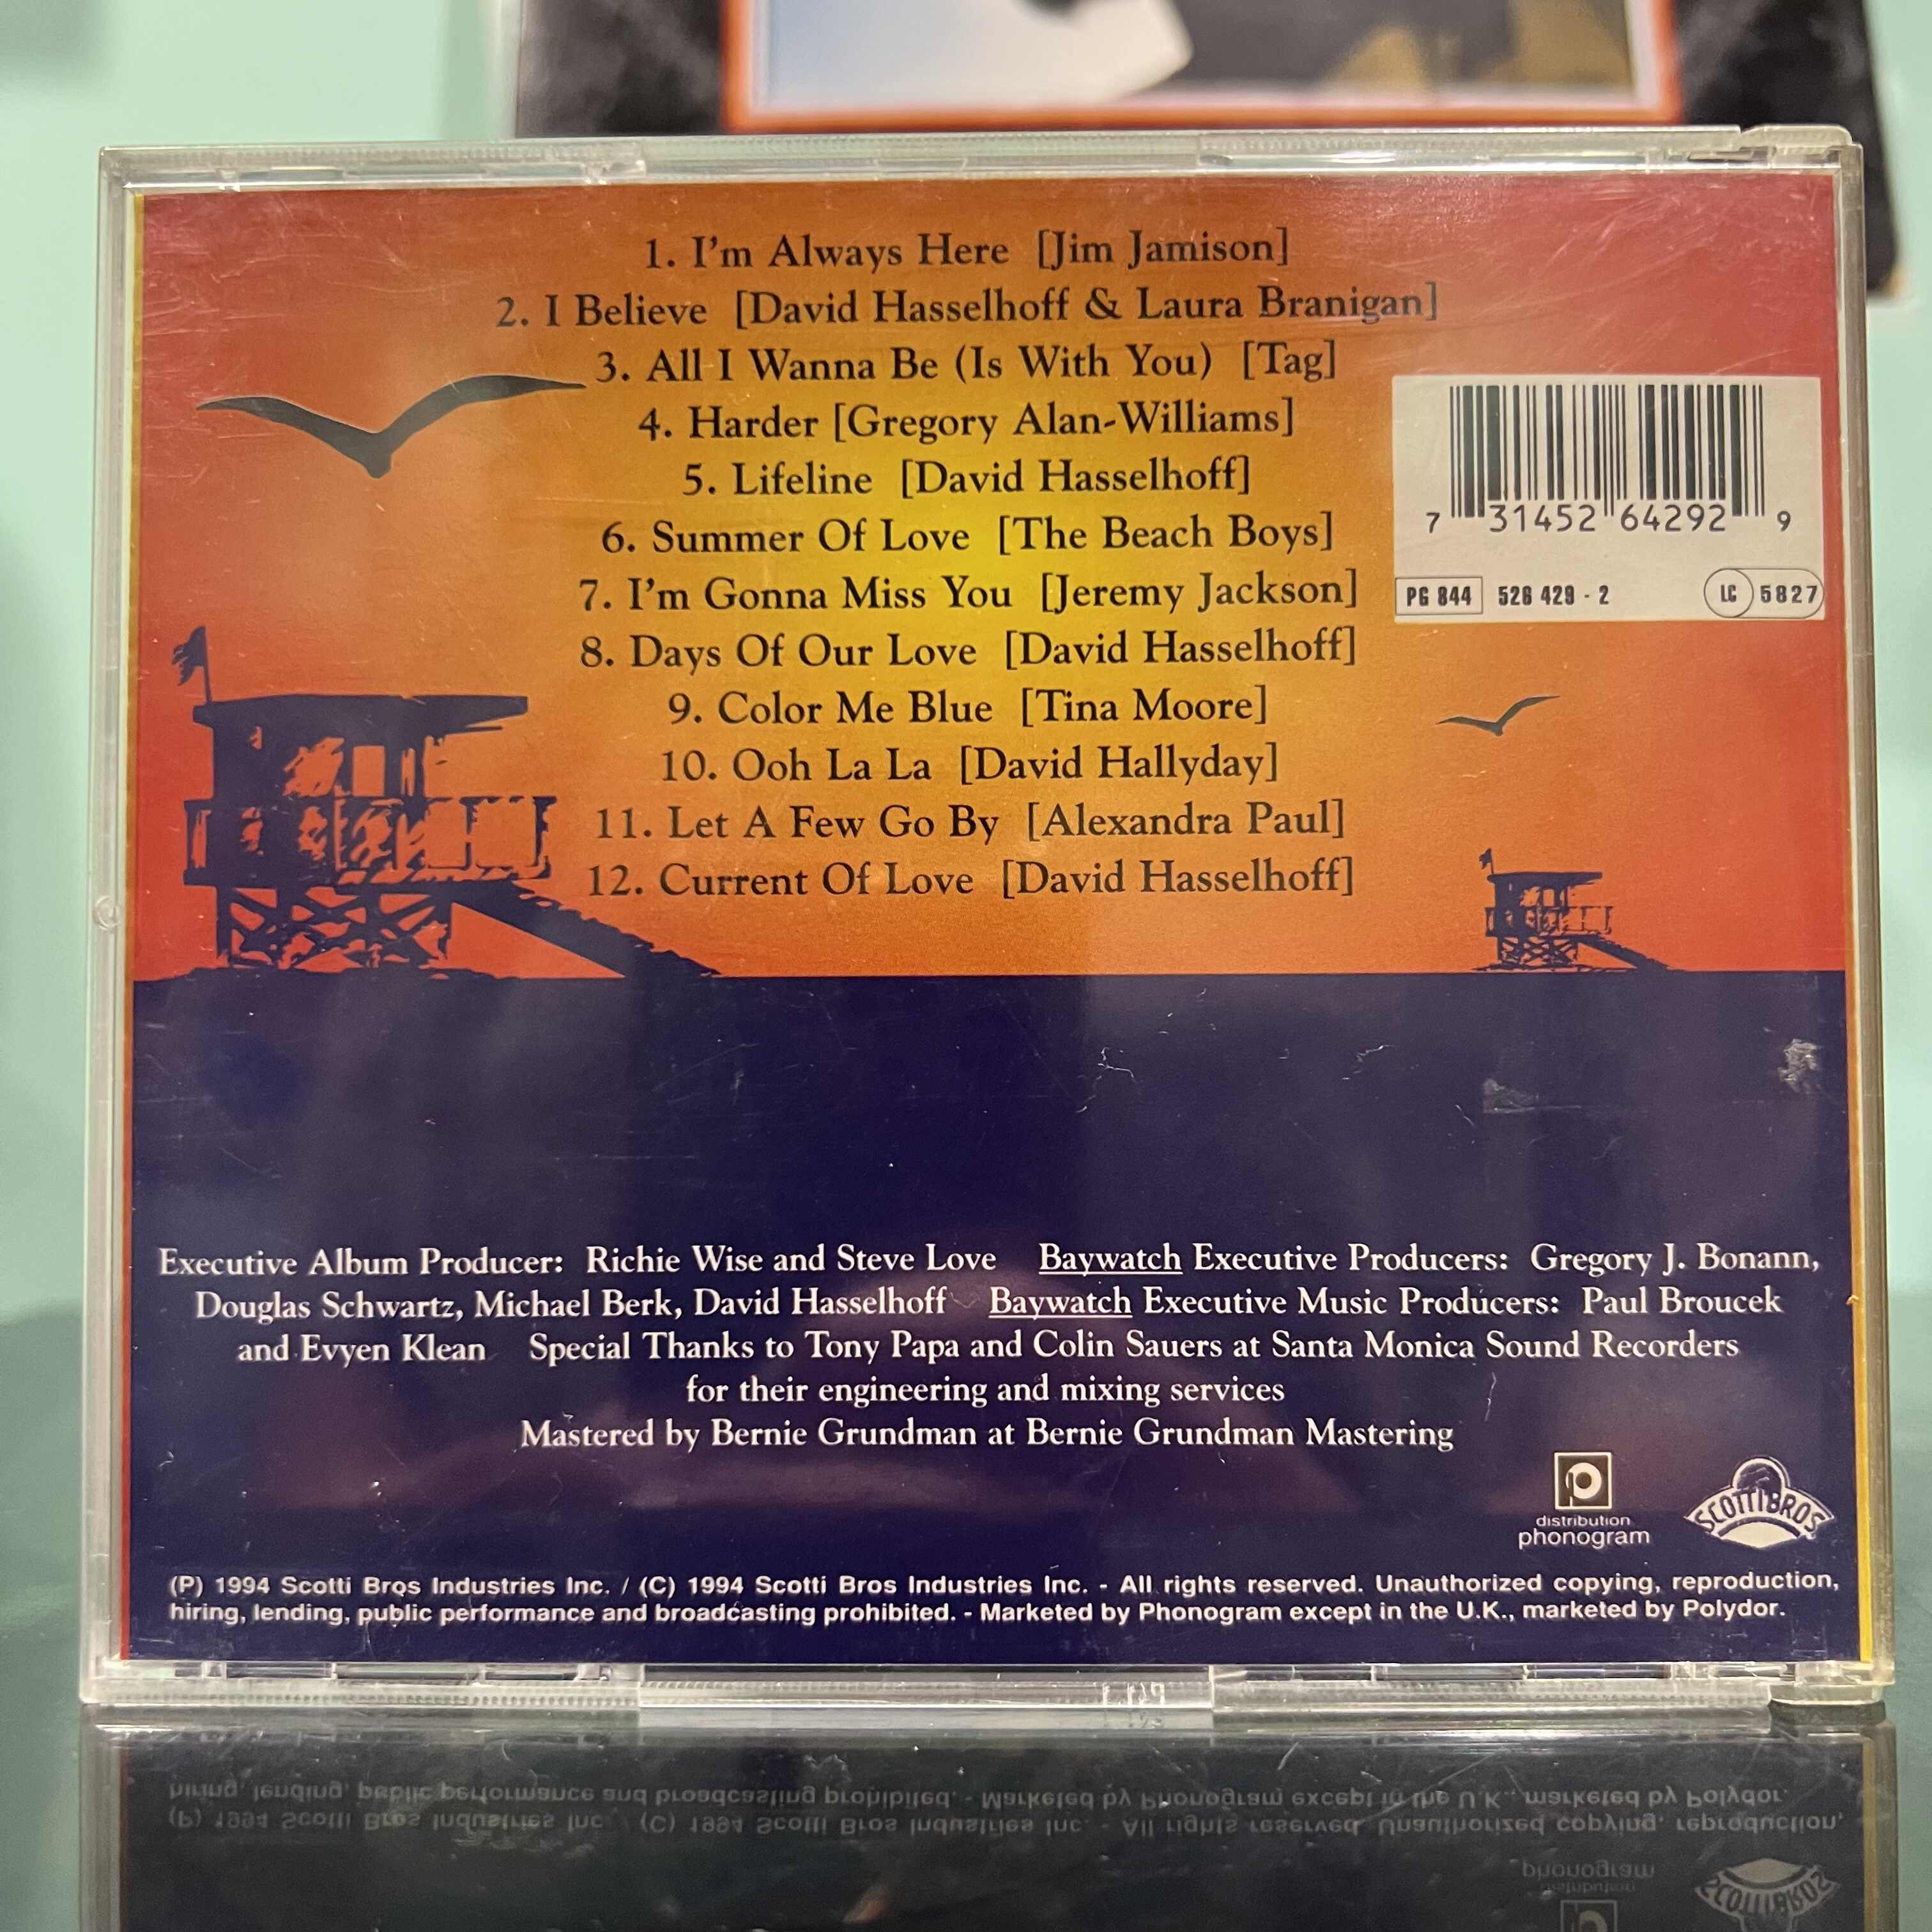 1. I'm Always Here [Jim Jamison]
2. I Believe [David Hasselhoff & Laura Branigan]
3. All I Wanna Be (Is With You) [Tag]
4. Harder [Gregory Alan-Williams]
5. Lifeline [David Hasselhoff]
6. Summer Of Love [The Beach Boys]
7. I'm Gonna Miss You [Jeremy Jackson]
8. Days Of Our Love [David Hasselhoff]
9. Color Me Blue [Tina Moore]
10. Ooh La La [David Hallyday]
11. Let A Few Go By [Alexandra Paul]
12. Current Of Love [David Hasselhoff]
7 31452 64292 9
PG 844 526 429 - 2 LC 5827
Executive Album Producer: Richie Wise and Steve Love Baywatch Executive Producers: Gregory J. Bonann,
Douglas Schwartz, Michael Berk, David Hasselhoff Baywatch Executive Music Producers: Paul Broucek
and Evyen Klean Special Thanks to Tony Papa and Colin Sauers at Santa Monica Sound Recorders
for their engineering and mixing services
Mastered by Bernie Grundman at Bernie Grundman Mastering
distribution
phonogram
SCOTTI BROS
(P) 1994 Scotti Bros Industries Inc. / (C) 1994 Scotti Bros Industries Inc. - All rights reserved. Unauthorized copying, reproduction,
hiring, lending, public performance and broadcasting prohibited. - Marketed by Phonogram except in the U.K., marketed by Polydor.